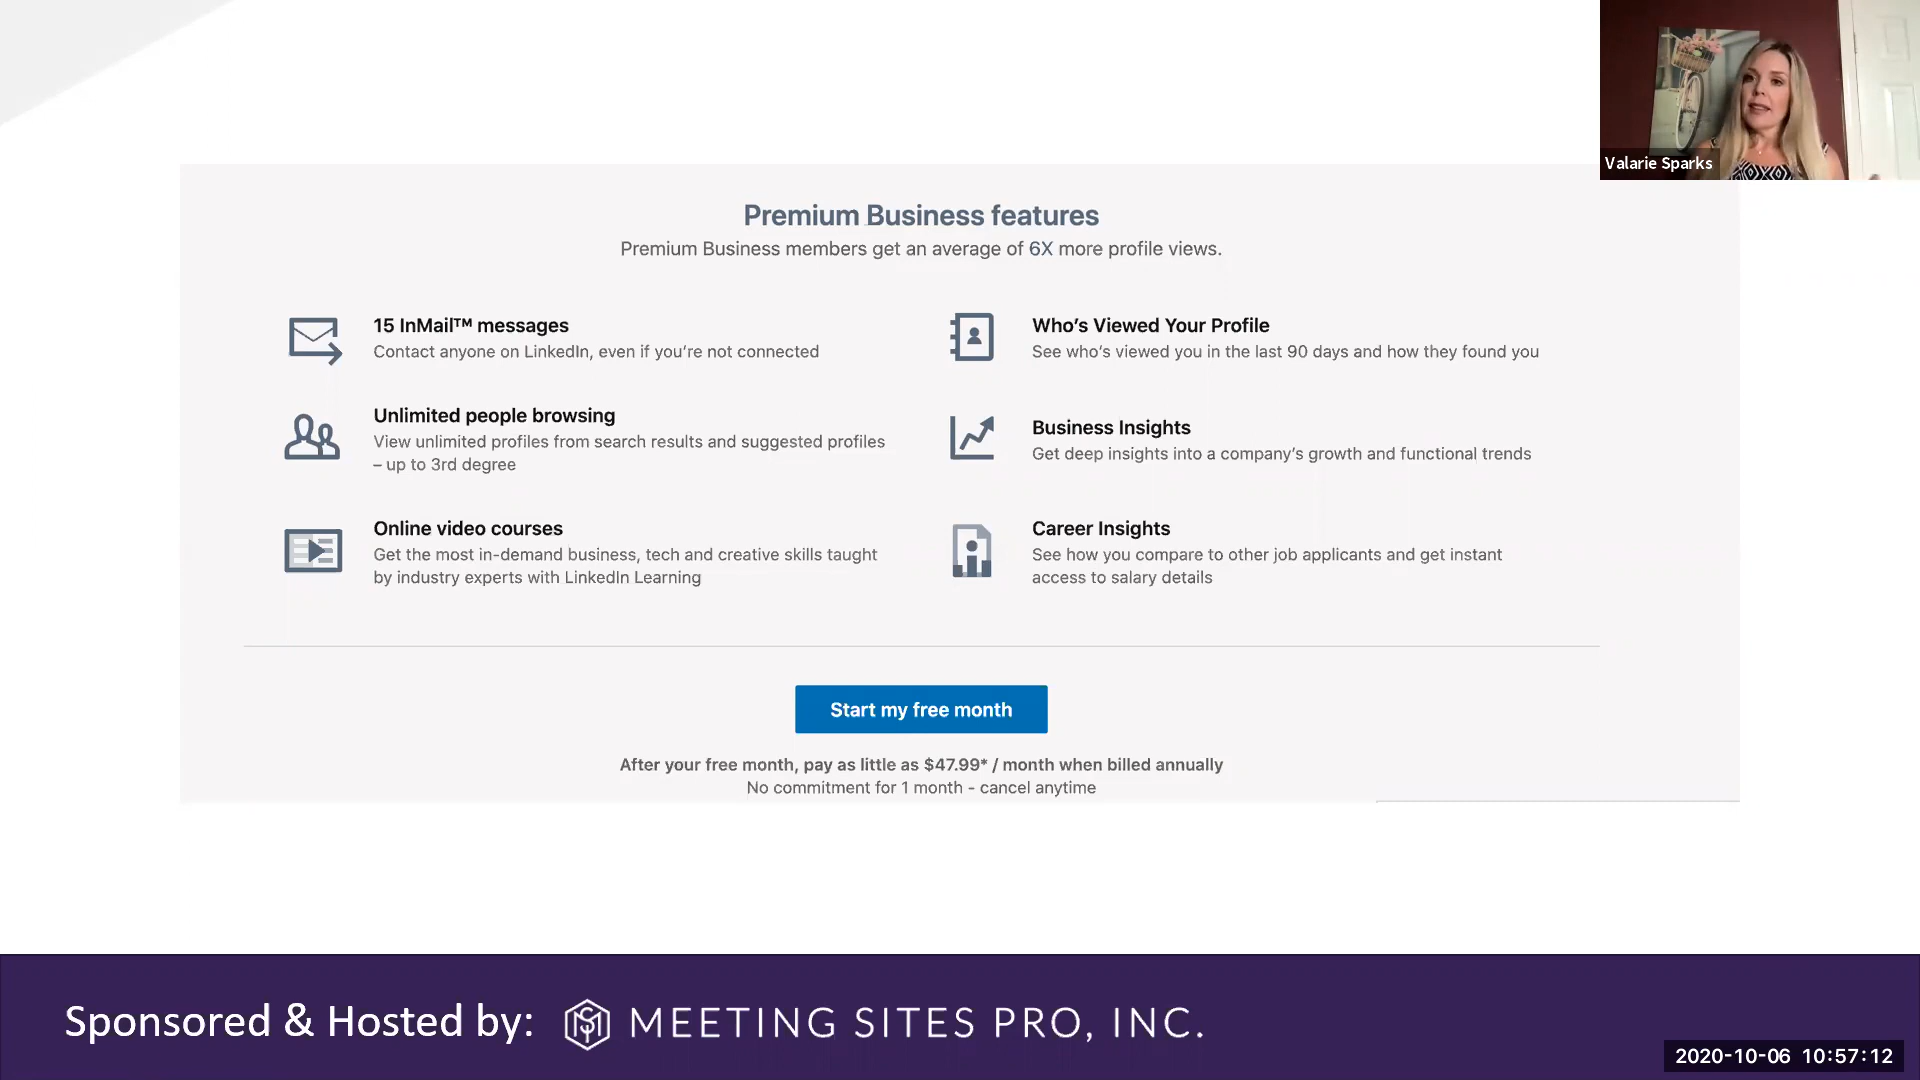 Valarie Sparks
Premium Business features
Premium Business members get an average of 6X more profile views.
15 InMail™ messages
Contact anyone on LinkedIn, even if you're not connected
Who's Viewed Your Profile
See who's viewed you in the last 90 days and how they found you
Unlimited people browsing
View unlimited profiles from search results and suggested profiles
– up to 3rd degree
Business Insights
Get deep insights into a company's growth and functional trends
Online video courses
Get the most in-demand business, tech and creative skills taught
by industry experts with LinkedIn Learning
Career Insights
See how you compare to other job applicants and get instant
access to salary details
Start my free month
After your free month, pay as little as $47.99* / month when billed annually
No commitment for 1 month - cancel anytime
Sponsored & Hosted by: MEETING SITES PRO, INC.
2020-10-06 10:57:12